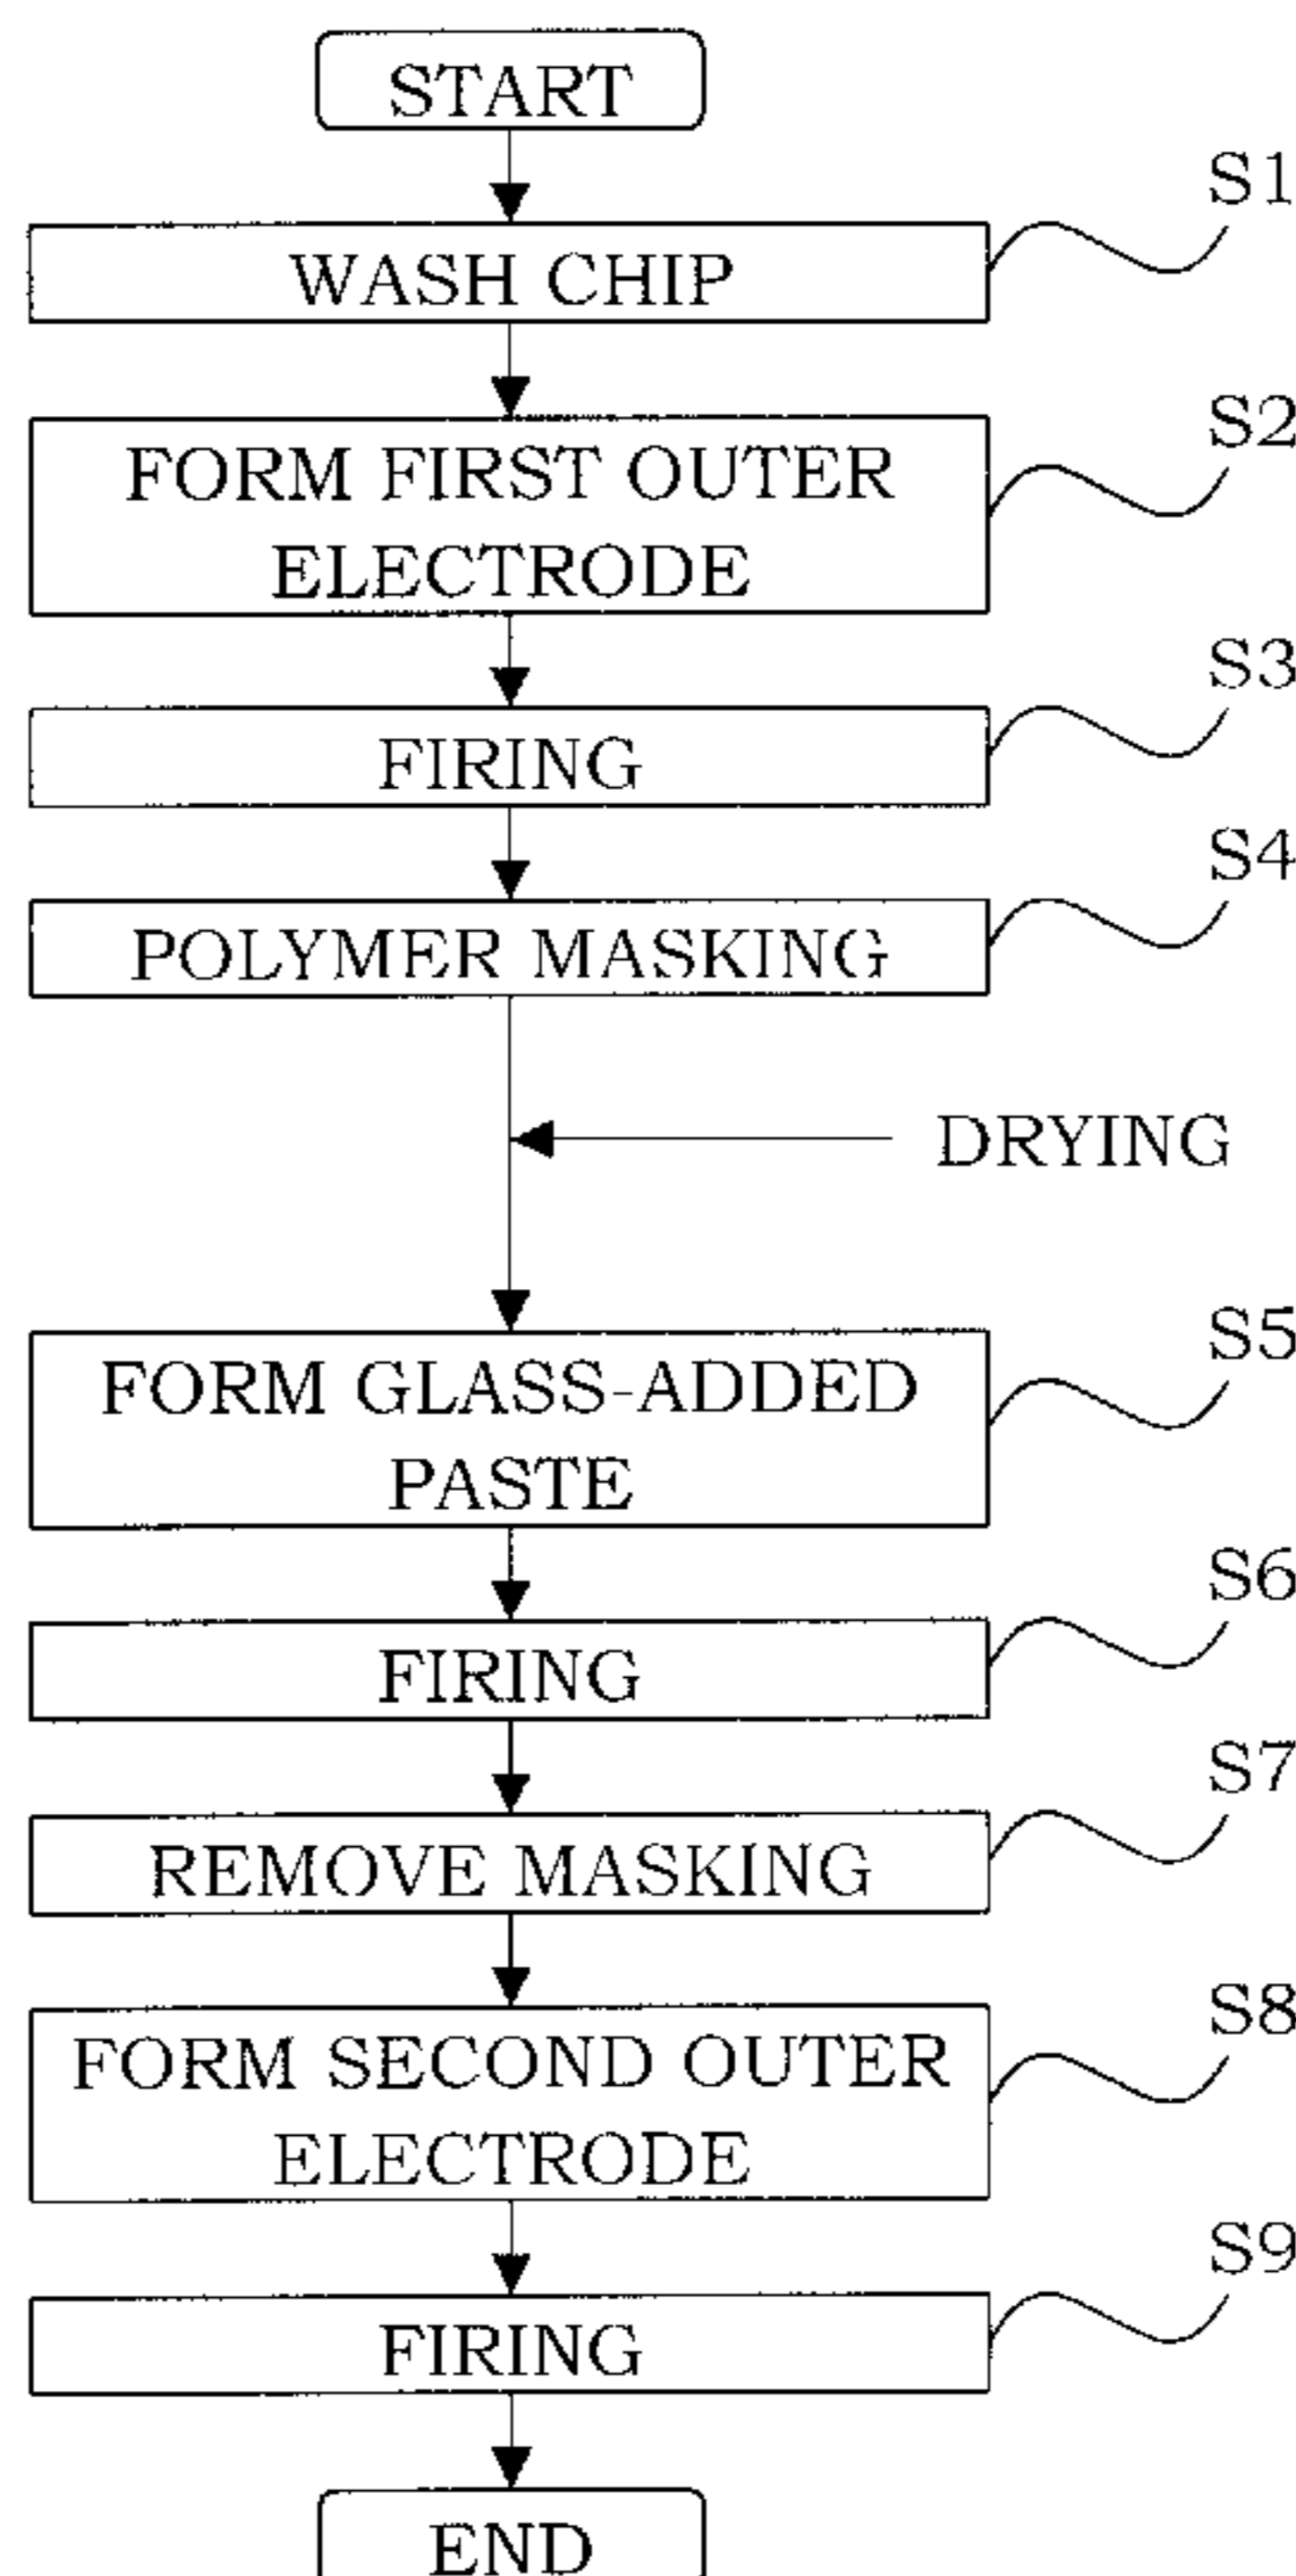 START
S1
WASH CHIP
S2
FORM FIRST OUTER
ELECTRODE
S3
FIRING
S4
POLYMER MASKING
DRYING
S5
FORM GLASS-ADDED
PASTE
S6
FIRING
S7
REMOVE MASKING
S8
FORM SECOND OUTER
ELECTRODE
S9
FIRING
END